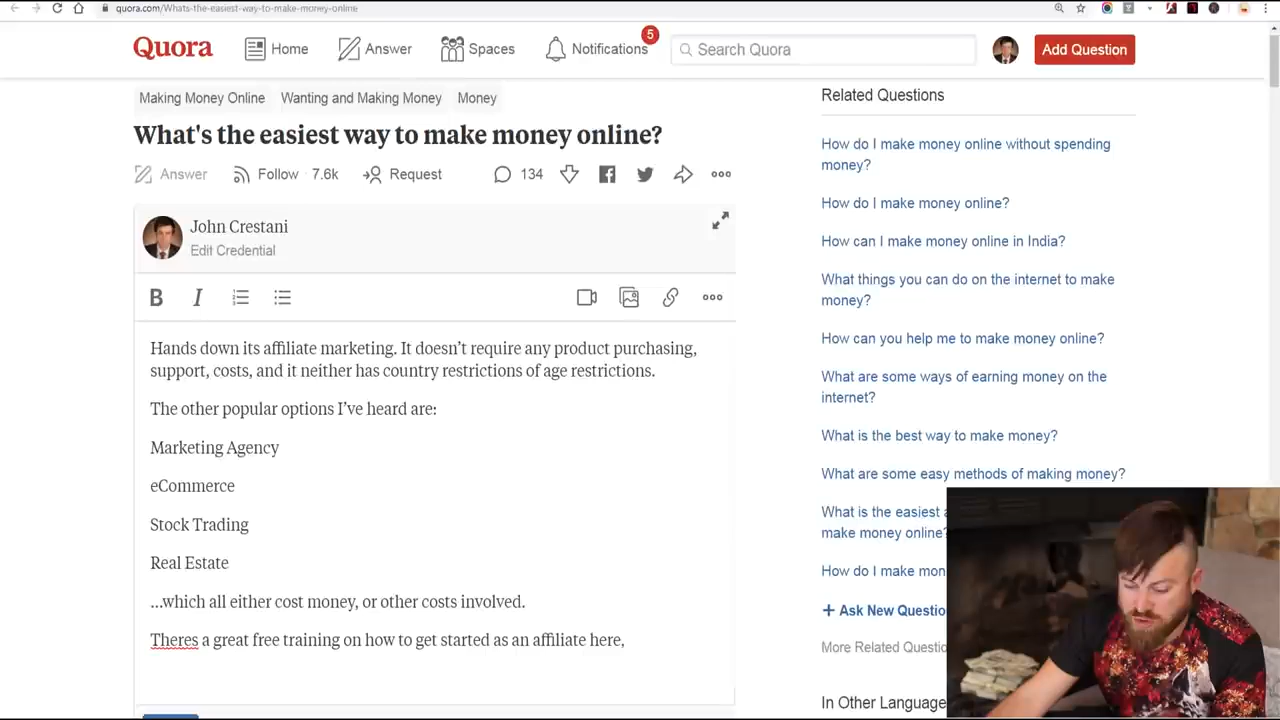 quora.com/Whats-the-easiest-way-to-make-money-online
Quora
Home
Answer
Spaces
Notifications
5
Search Quora
Add Question
Making Money Online
Wanting and Making Money
Money
What's the easiest way to make money online?
Answer
Follow 7.6k
Request
134
John Crestani
Edit Credential
B
I
Hands down its affiliate marketing. It doesn’t require any product purchasing,
support, costs, and it neither has country restrictions of age restrictions.
The other popular options I’ve heard are:
Marketing Agency
eCommerce
Stock Trading
Real Estate
...which all either cost money, or other costs involved.
Theres a great free training on how to get started as an affiliate here,
Related Questions
How do I make money online without spending
money?
How do I make money online?
How can I make money online in India?
What things you can do on the internet to make
money?
How can you help me to make money online?
What are some ways of earning money on the
internet?
What is the best way to make money?
What are some easy methods of making money?
What is the easiest
make money online?
How do I make mon
+ Ask New Questio
More Related Questio
In Other Language